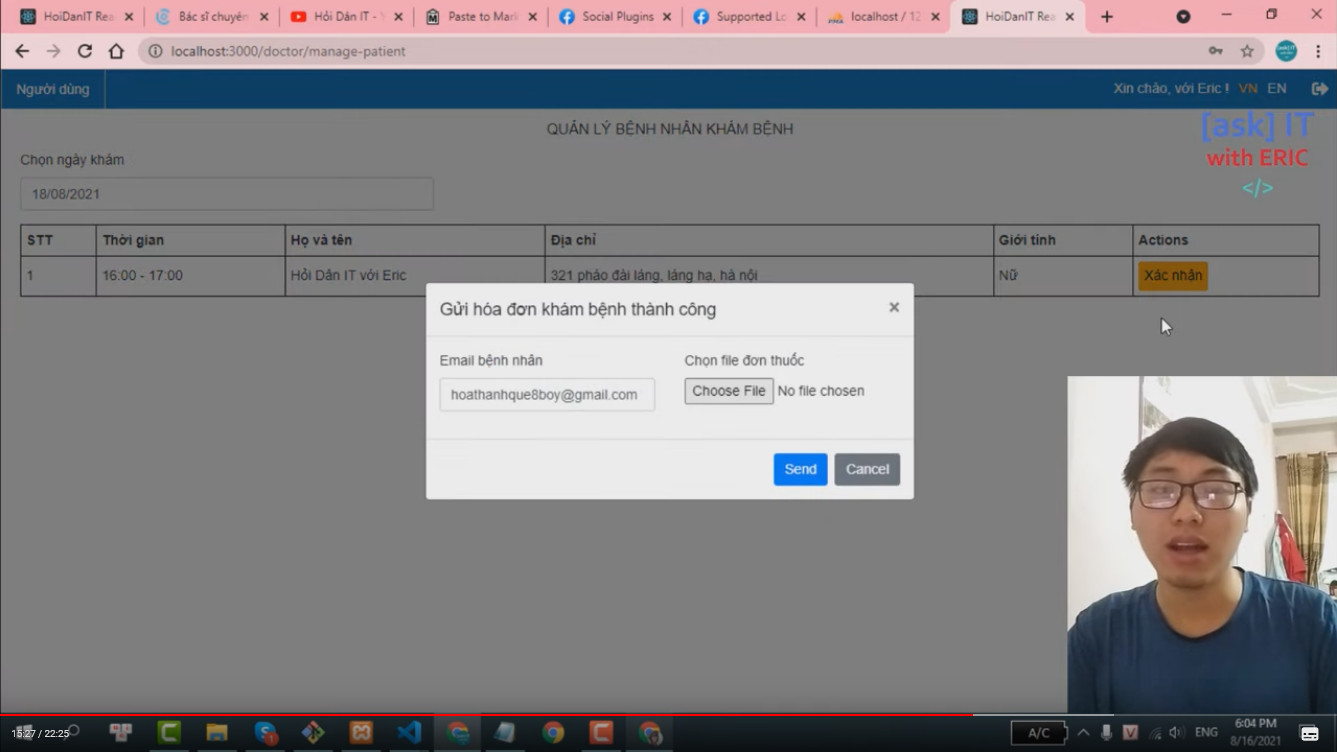 HoiDanIT Rea
Bác sĩ chuyên
Hỏi Dân IT -
Paste to Mark
Social Plugins
Supported Lo
localhost / 12
HoiDanIT Rea
localhost:3000/doctor/manage-patient
Người dùng
Xin chào, với Eric ! VN EN
[ask] IT
with ERIC
</>
QUẢN LÝ BỆNH NHÂN KHÁM BỆNH
Chọn ngày khám
18/08/2021
STT Thời gian Họ và tên Địa chỉ Giới tính Actions
1 16:00 - 17:00 Hỏi Dân IT với Eric 321 pháo đài láng, láng hạ, hà nội Nữ Xác nhận
Gửi hóa đơn khám bệnh thành công ×
Email bệnh nhân
Chọn file đơn thuốc
hoathanhque8boy@gmail.com
Choose File No file chosen
Send Cancel
15:27 / 22:25
A/C
ENG
6:04 PM
8/16/2021